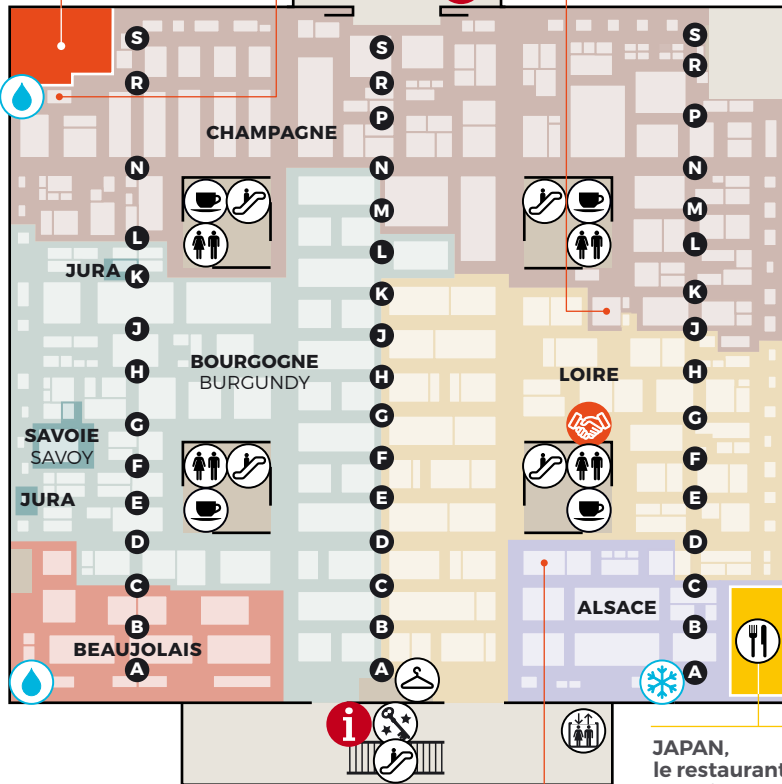 S S S
R R R
P P
CHAMPAGNE
N N N
M M
L L L
JURA
K K K
J J J
BOURGOGNE
BURGUNDY
H H H
LOIRE
G G G
SAVOIE
SAVOY
F F F
JURA
E E E
D D D
C C C
ALSACE
B B B
BEAUJOLAIS
A A A
i
JAPAN,
le restaurant